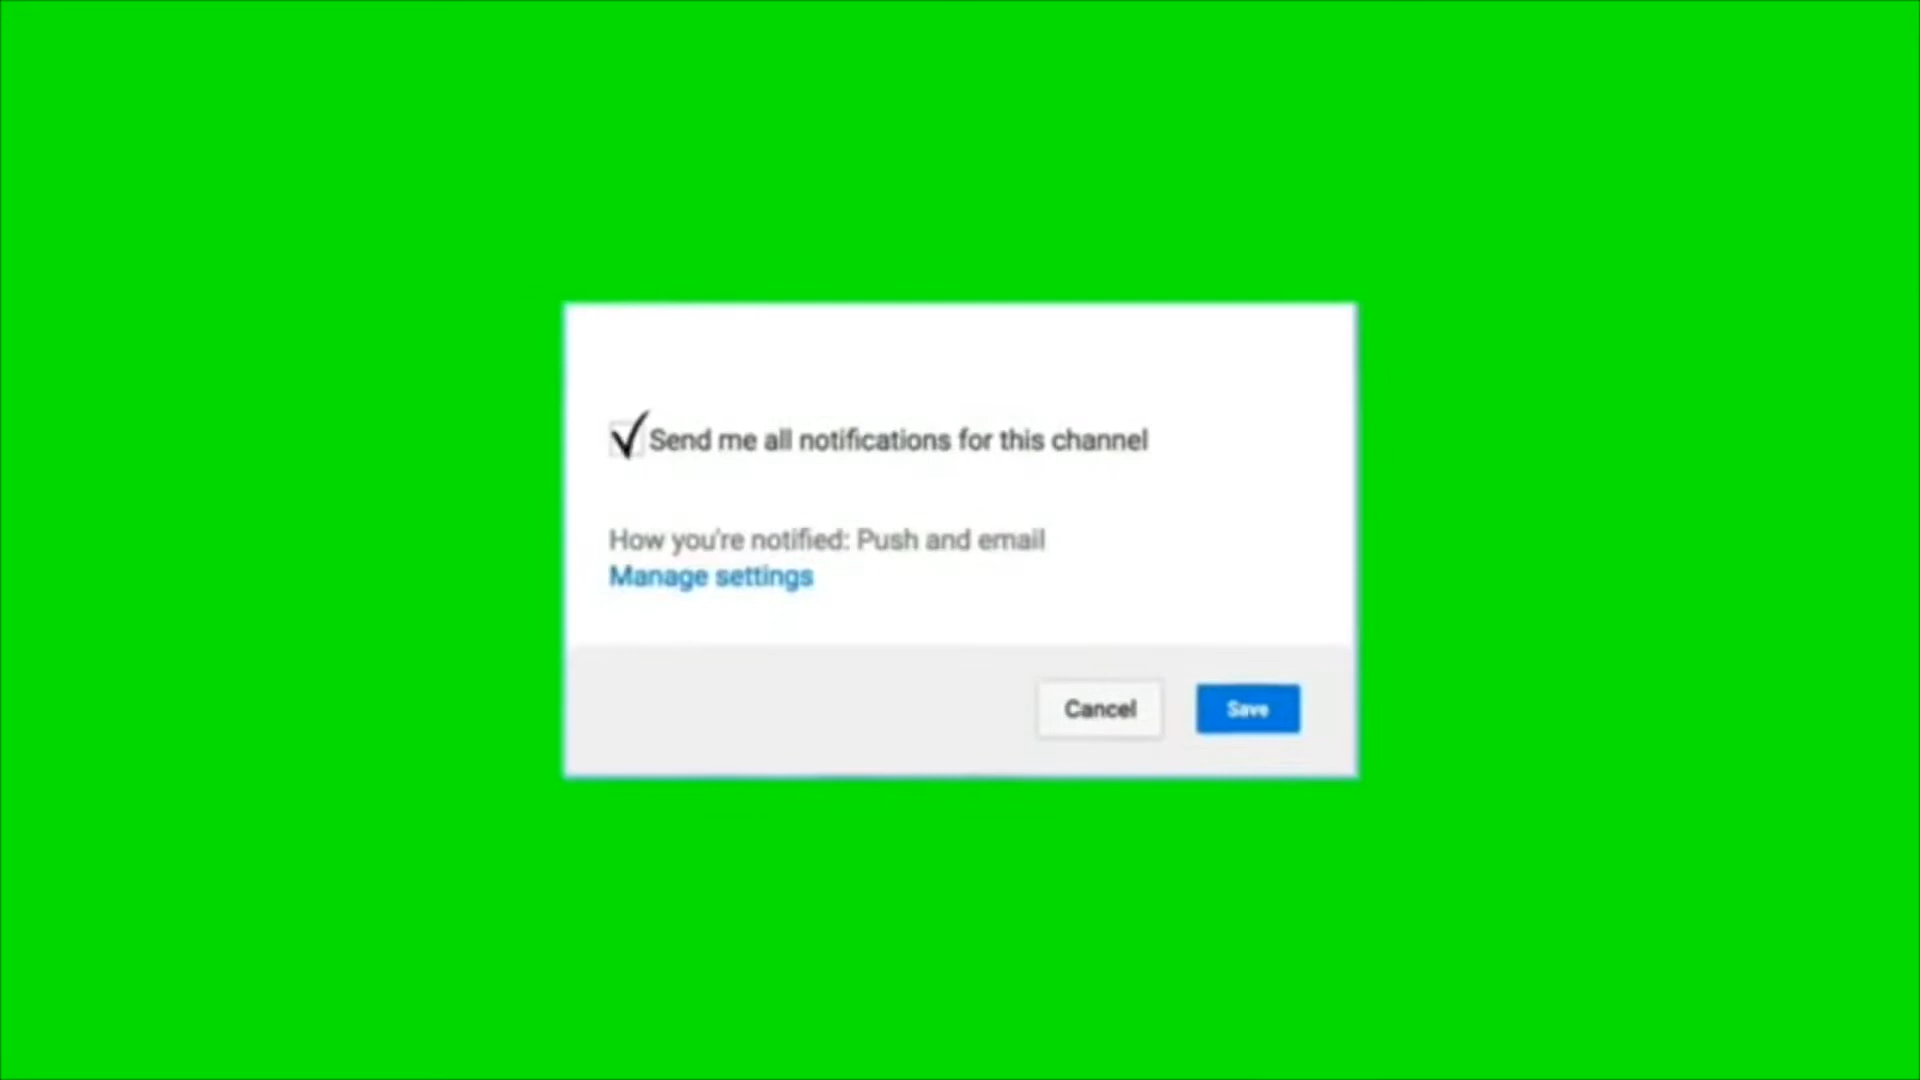 Send me all notifications for this channel
How you're notified: Push and email
Manage settings
Cancel
Save